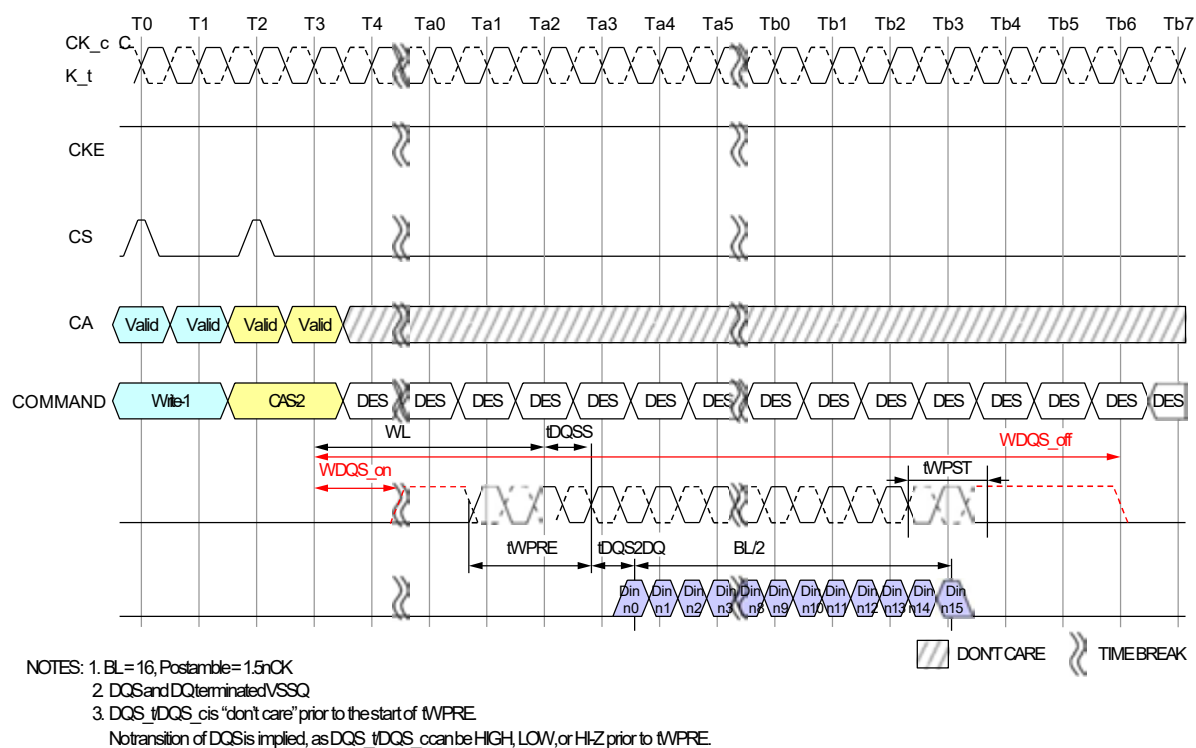 T0 T1 T2 T3 T4 Ta0 Ta1 Ta2 Ta3 Ta4 Ta5 Tb0 Tb1 Tb2 Tb3 Tb4 Tb5 Tb6 Tb7
CK_c C
K_t
CKE
CS
CA Valid Valid Valid Valid
COMMAND Write-1 CAS2 DES DES DES DES DES DES DES DES DES DES DES DES DES DES DES
WL tDQSS WDQS_off
WDQS_on tWPST
tWPRE tDQS2DQ BL/2
Din n0 Din n1 Din n2 Din n3 Din n8 Din n9 Din n10 Din n11 Din n12 Din n13 Din n14 Din n15
DON'T CARE TIME BREAK
NOTES: 1. BL = 16, Postamble = 1.5nCK
2. DQS and DQ terminated VSSQ
3. DQS_t/DQS_c is “don't care” prior to the start of tWPRE.
No transition of DQS is implied, as DQS_t/DQS_c can be HIGH, LOW, or HI-Z prior to tWPRE.